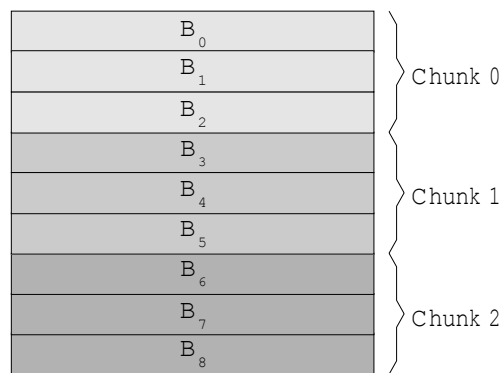 B₀
B₁
Chunk 0
B₂
B₃
B₄
Chunk 1
B₅
B₆
B₇
Chunk 2
B₈